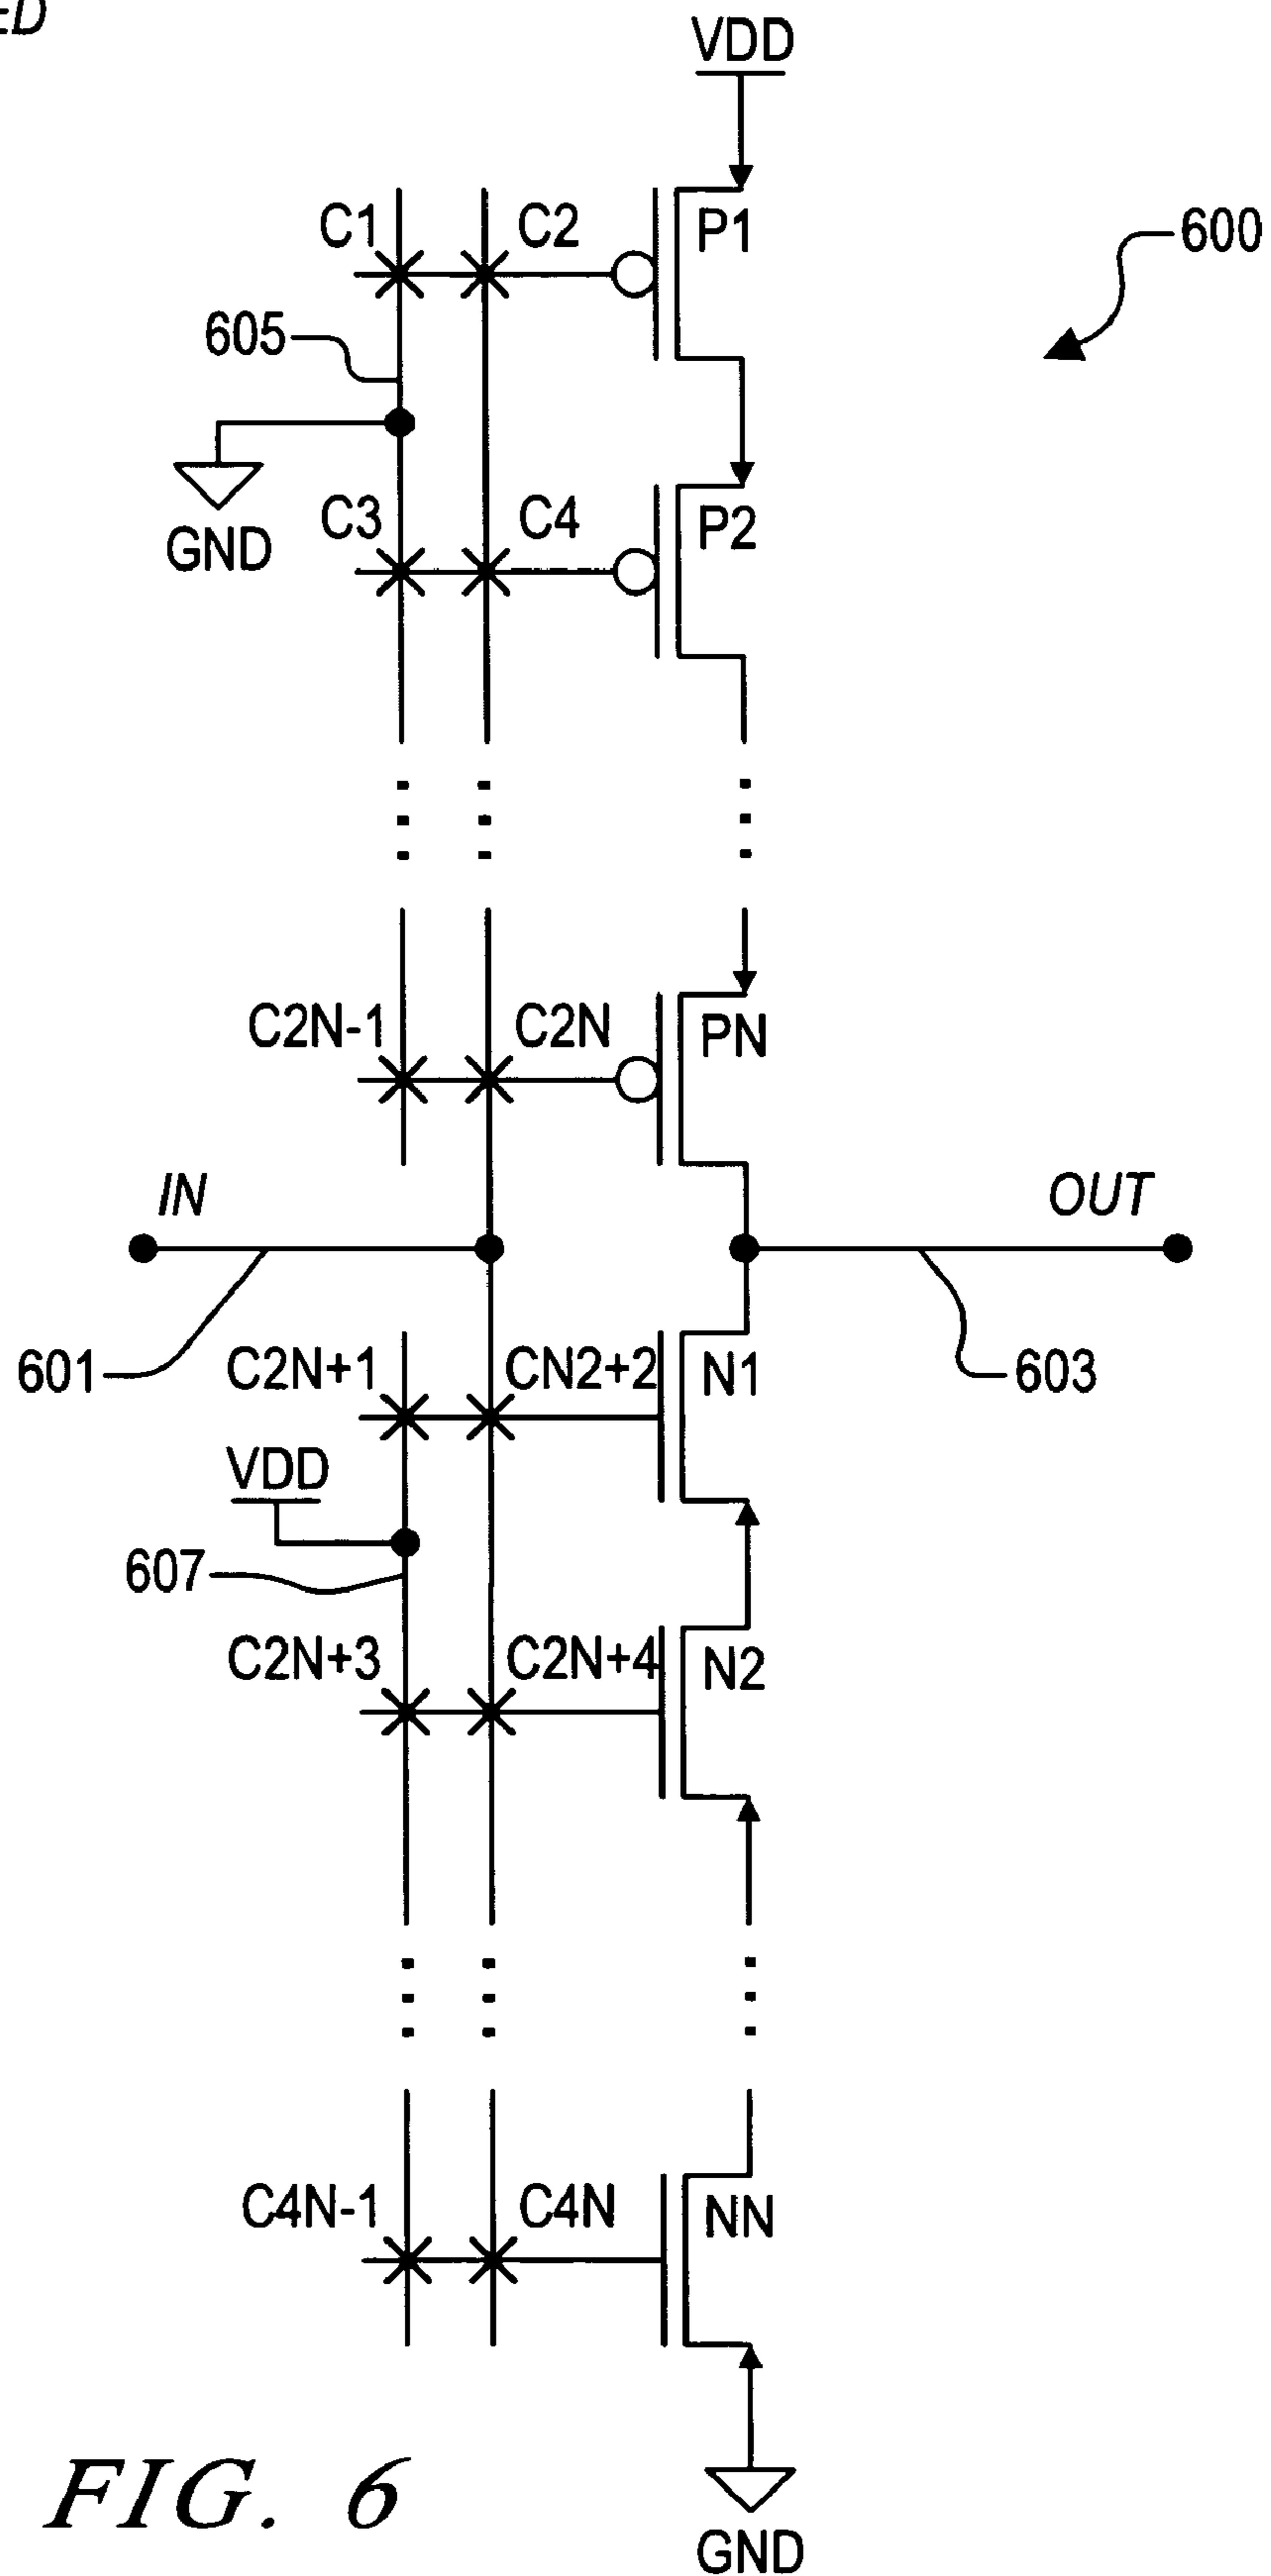 VDD
C1
C2
P1
600
605
C3
C4
P2
GND
C2N-1
C2N
PN
IN
OUT
601
C2N+1
CN2+2
N1
603
VDD
607
C2N+3
C2N+4
N2
C4N-1
C4N
NN
FIG. 6
GND